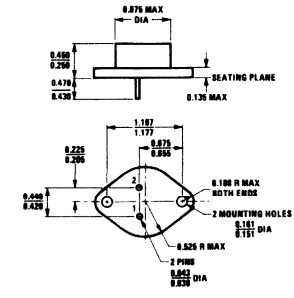 0.875 MAX
DIA
0.450
0.250
0.470
0.430
SEATING PLANE
0.135 MAX
1.197
1.177
0.675
0.655
0.225
0.205
0.188 R MAX
BOTH ENDS
0.440
0.420
2
1
2 MOUNTING HOLES
0.161
0.151 DIA
0.525 R MAX
2 PINS
0.043
0.038 DIA